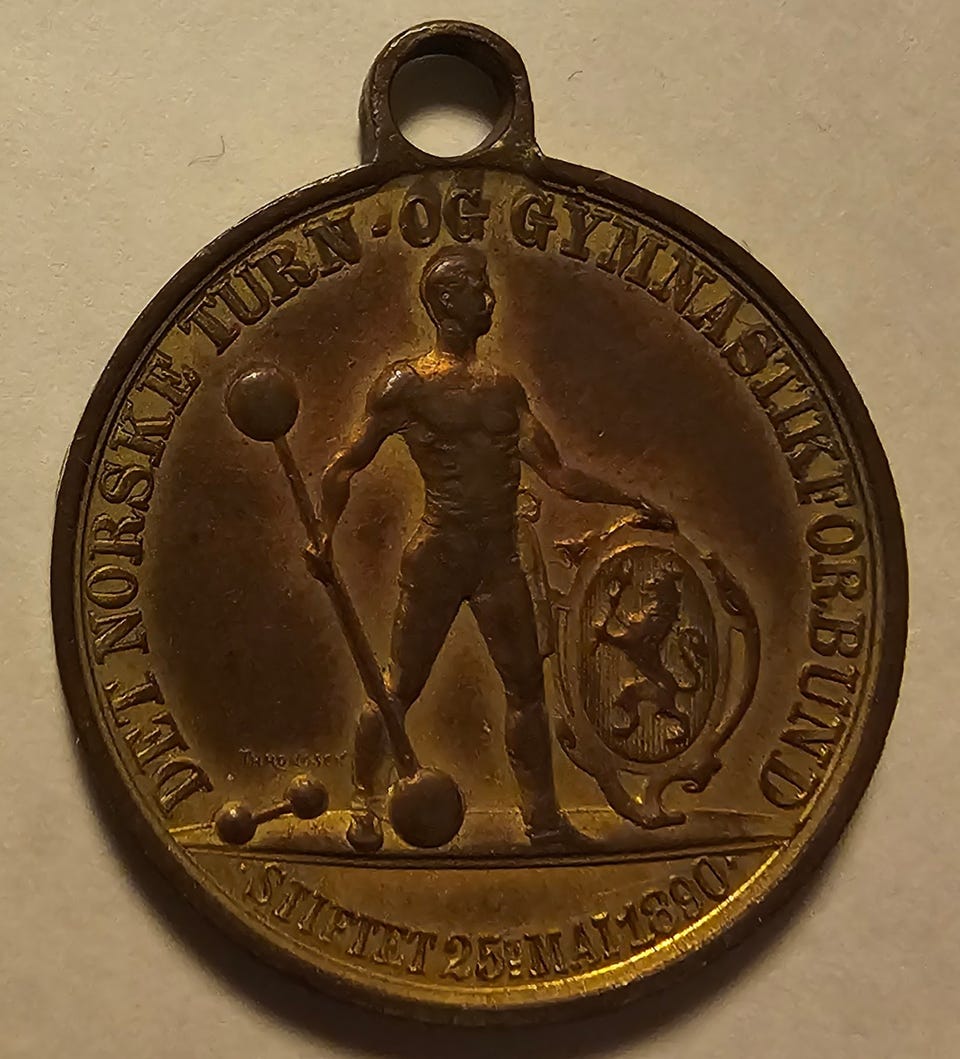 DET NORSKE TURN-OG GYMNASTIKFORBUND
STIFTET 25DE MAI 1890